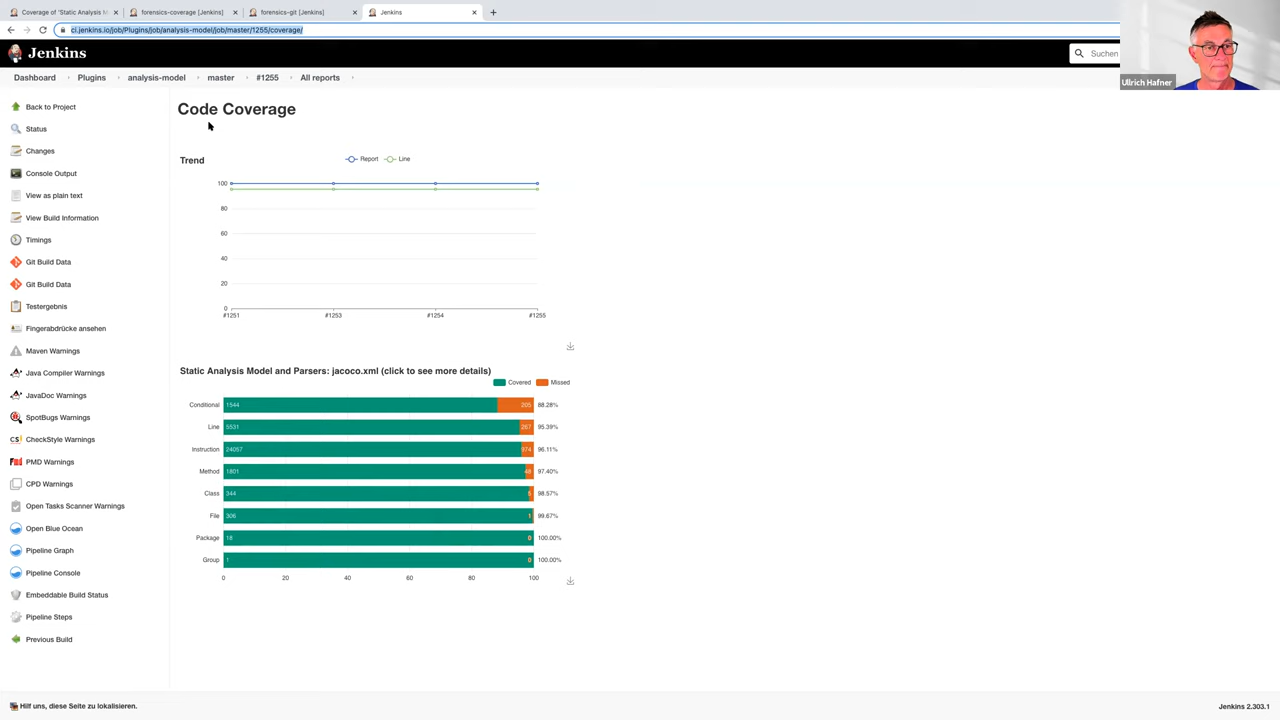 Coverage of 'Static Analysis M
forensics-coverage [Jenkins]
forensics-git [Jenkins]
Jenkins
ci.jenkins.io/job/Plugins/job/analysis-model/job/master/1255/coverage/
Jenkins
Suchen
Ullrich Hafner
Dashboard
Plugins
analysis-model
master
#1255
All reports
Back to Project
Status
Changes
Console Output
View as plain text
View Build Information
Timings
Git Build Data
Git Build Data
Testergebnis
Fingerabdrücke ansehen
Maven Warnings
Java Compiler Warnings
JavaDoc Warnings
SpotBugs Warnings
CheckStyle Warnings
PMD Warnings
CPD Warnings
Open Tasks Scanner Warnings
Open Blue Ocean
Pipeline Graph
Pipeline Console
Embeddable Build Status
Pipeline Steps
Previous Build
Code Coverage
Trend
Report Line
100
80
60
40
20
0
#1251 #1253 #1254 #1255
Static Analysis Model and Parsers: jacoco.xml (click to see more details)
Covered Missed
Conditional 1544 205 88.28%
Line 5531 267 95.39%
Instruction 24057 974 96.11%
Method 1801 48 97.40%
Class 344 5 98.57%
File 306 1 99.67%
Package 18 0 100.00%
Group 1 0 100.00%
0 20 40 60 80 100
Hilf uns, diese Seite zu lokalisieren.
Jenkins 2.303.1